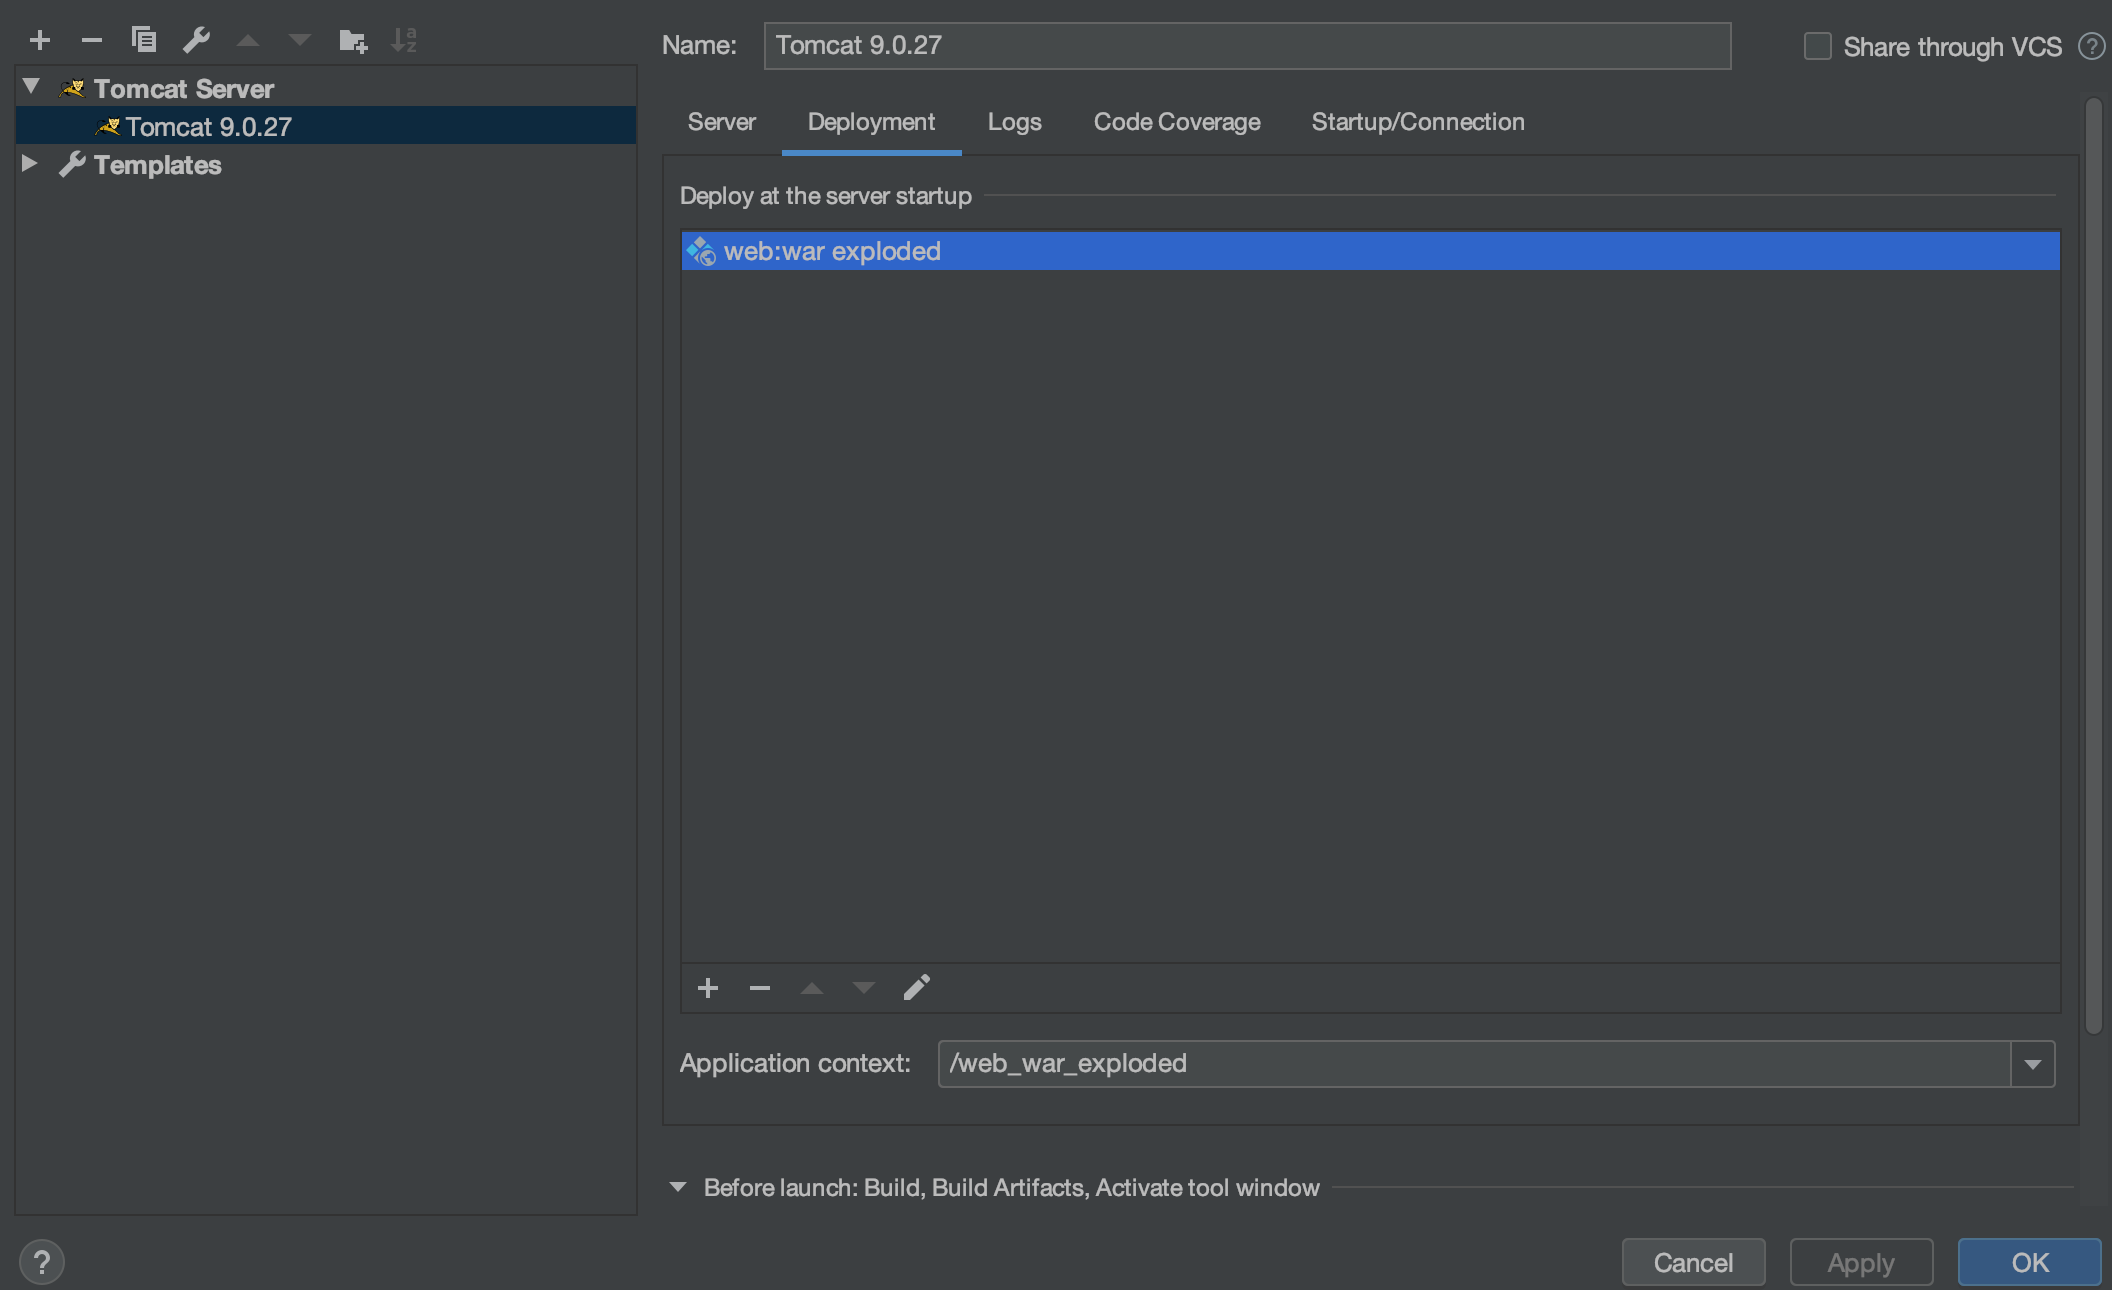 Name: Tomcat 9.0.27 Share through VCS ?
Tomcat Server
Tomcat 9.0.27
Templates
Server Deployment Logs Code Coverage Startup/Connection
Deploy at the server startup
web:war exploded
Application context: /web_war_exploded
Before launch: Build, Build Artifacts, Activate tool window
? Cancel Apply OK